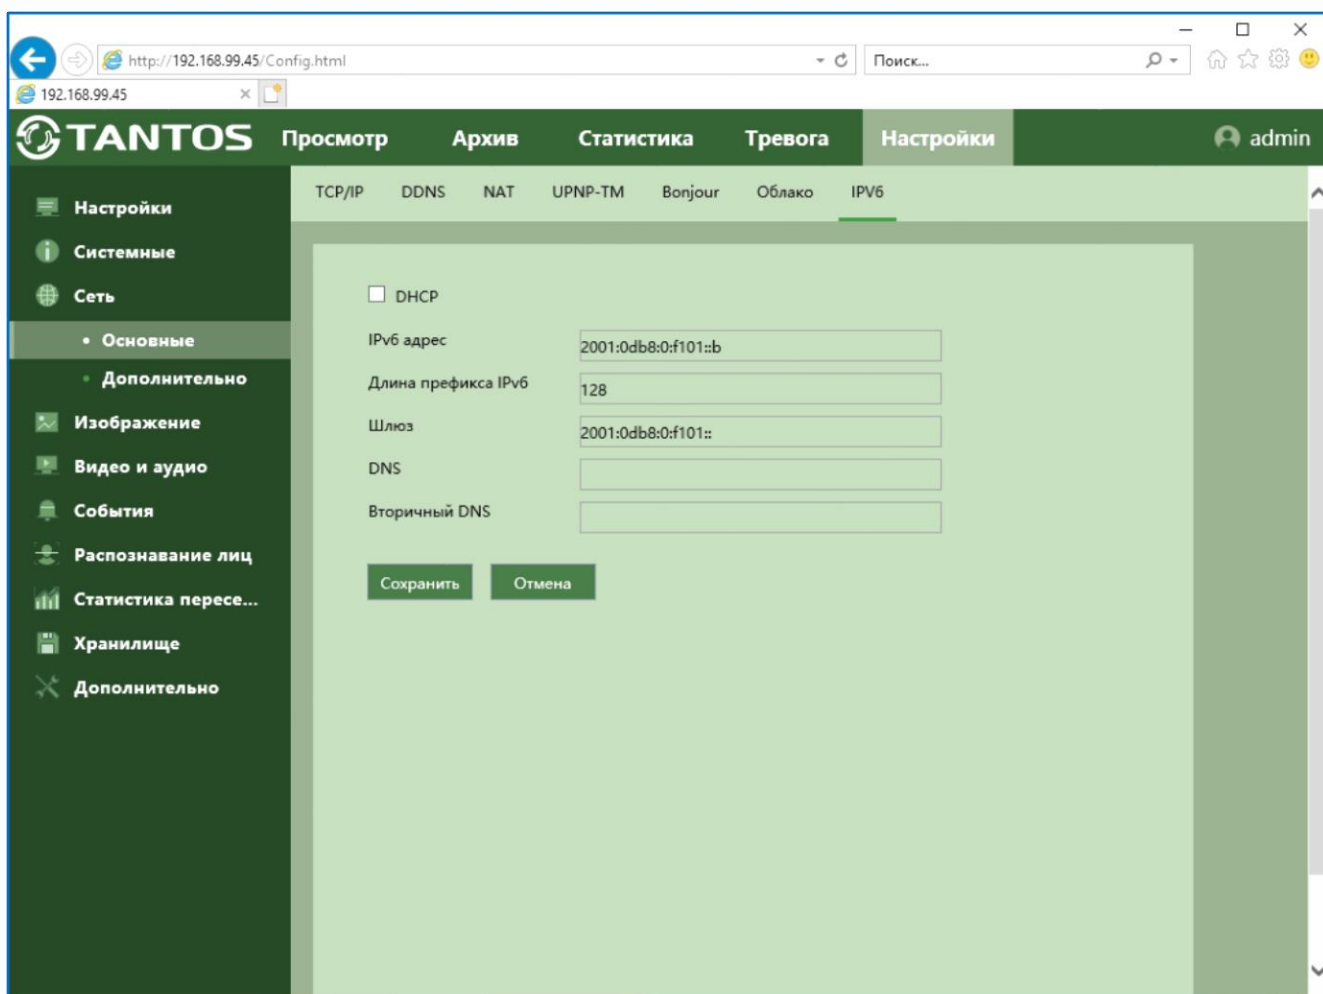 http://192.168.99.45/Config.html
Поиск...
192.168.99.45
TANTOS Просмотр Архив Статистика Тревога Настройки admin
TCP/IP DDNS NAT UPNP-TM Bonjour Облако IPV6
Настройки
Системные
Сеть
Основные
Дополнительно
Изображение
Видео и аудио
События
Распознавание лиц
Статистика пересе...
Хранилище
Дополнительно
DHCP
IPv6 адрес 2001:0db8:0:f101::b
Длина префикса IPv6 128
Шлюз 2001:0db8:0:f101::
DNS
Вторичный DNS
Сохранить Отмена